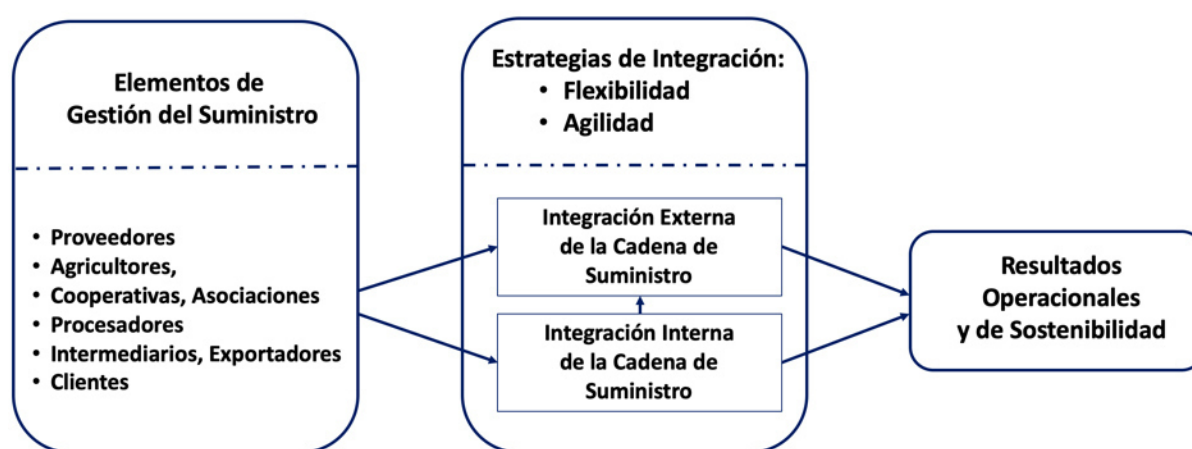 Elementos de
Gestión del Suministro
• Proveedores
• Agricultores,
• Cooperativas, Asociaciones
• Procesadores
• Intermediarios, Exportadores
• Clientes
Estrategias de Integración:
• Flexibilidad
• Agilidad
Integración Externa
de la Cadena de
Suministro
Integración Interna
de la Cadena de
Suministro
Resultados
Operacionales
y de Sostenibilidad